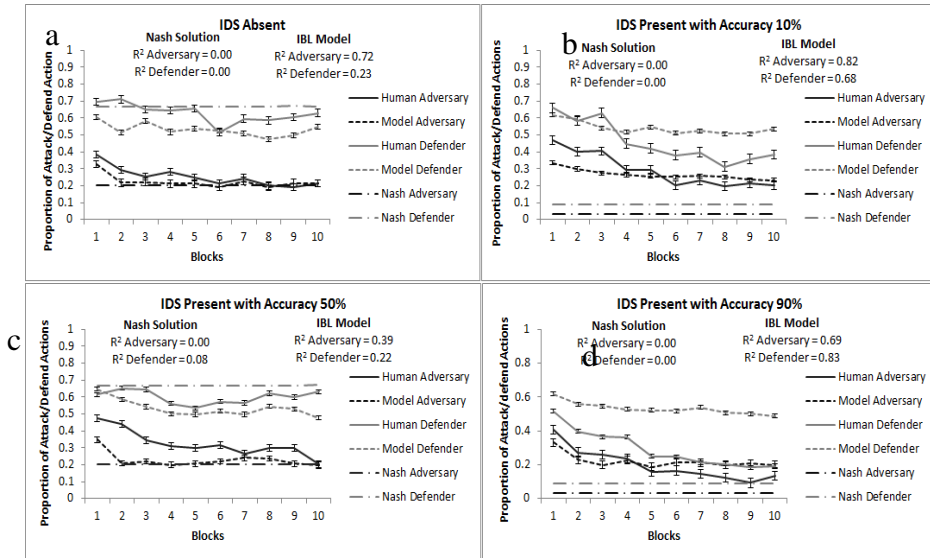 IDS Absent
a
Nash Solution
R² Adversary = 0.00
R² Defender = 0.00
IBL Model
R² Adversary = 0.72
R² Defender = 0.23
Proportion of Attack/Defend Action
1
0.9
0.8
0.7
0.6
0.5
0.4
0.3
0.2
0.1
0
1 2 3 4 5 6 7 8 9 10
Blocks
Human Adversary
Model Adversary
Human Defender
Model Defender
Nash Adversary
Nash Defender
IDS Present with Accuracy 10%
b
Nash Solution
R² Adversary = 0.00
R² Defender = 0.00
IBL Model
R² Adversary = 0.82
R² Defender = 0.68
Proportion of Attack/Defend Action
1
0.9
0.8
0.7
0.6
0.5
0.4
0.3
0.2
0.1
0
1 2 3 4 5 6 7 8 9 10
Blocks
Human Adversary
Model Adversary
Human Defender
Model Defender
Nash Adversary
Nash Defender
IDS Present with Accuracy 50%
c
Nash Solution
R² Adversary = 0.00
R² Defender = 0.08
IBL Model
R² Adversary = 0.39
R² Defender = 0.22
Proportion of Attack/Defend Actions
1
0.9
0.8
0.7
0.6
0.5
0.4
0.3
0.2
0.1
0
1 2 3 4 5 6 7 8 9 10
Blocks
Human Adversary
Model Adversary
Human Defender
Model Defender
Nash Adversary
Nash Defender
IDS Present with Accuracy 90%
d
Nash Solution
R² Adversary = 0.00
R² Defender = 0.00
IBL Model
R² Adversary = 0.69
R² Defender = 0.83
Proportion of Attack/defend Actions
1
0.9
0.8
0.7
0.6
0.5
0.4
0.3
0.2
0.1
0
1 2 3 4 5 6 7 8 9 10
Blocks
Human Adversary
Model Adversary
Human Defender
Model Defender
Nash Adversary
Nash Defender